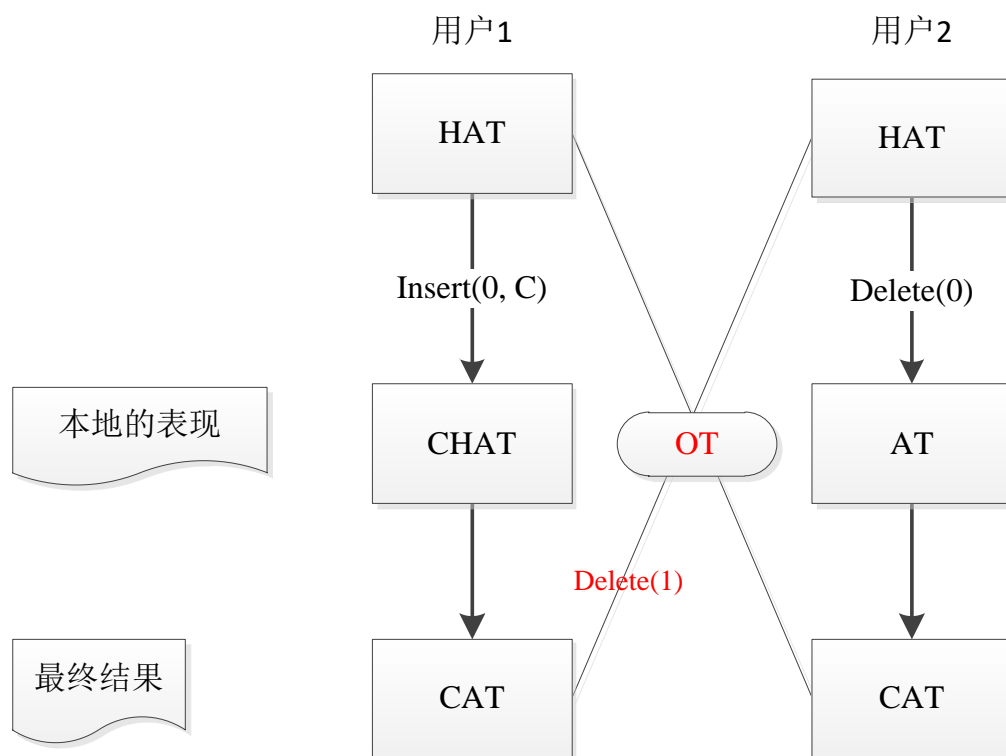 用户1
用户2
HAT
HAT
Insert(0, C)
Delete(0)
本地的表现
CHAT
OT
AT
Delete(1)
最终结果
CAT
CAT